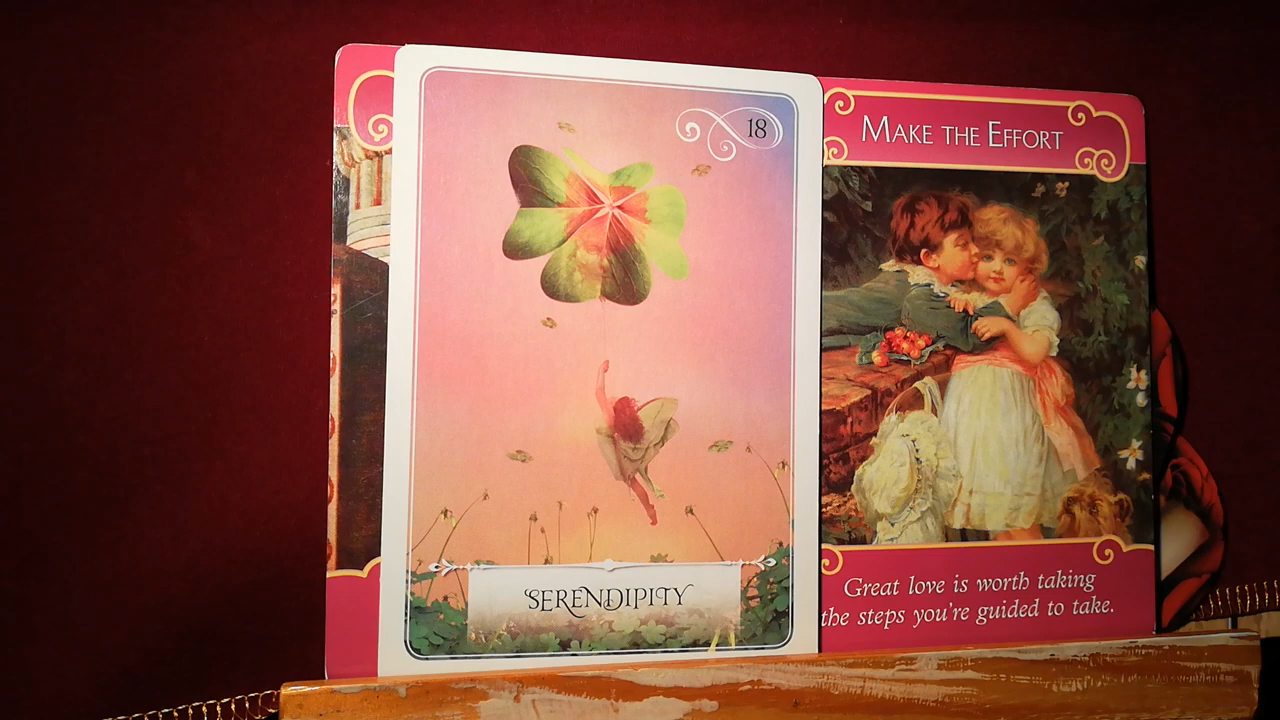 18
SERENDIPITY
MAKE THE EFFORT
Great love is worth taking
the steps you're guided to take.